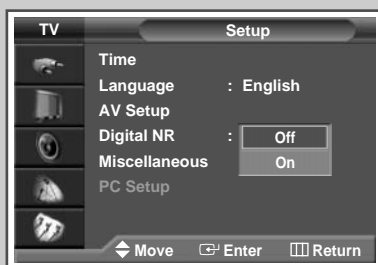 TV Setup
Time
Language : English
AV Setup
Digital NR : Off
Miscellaneous On
PC Setup
Move Enter Return